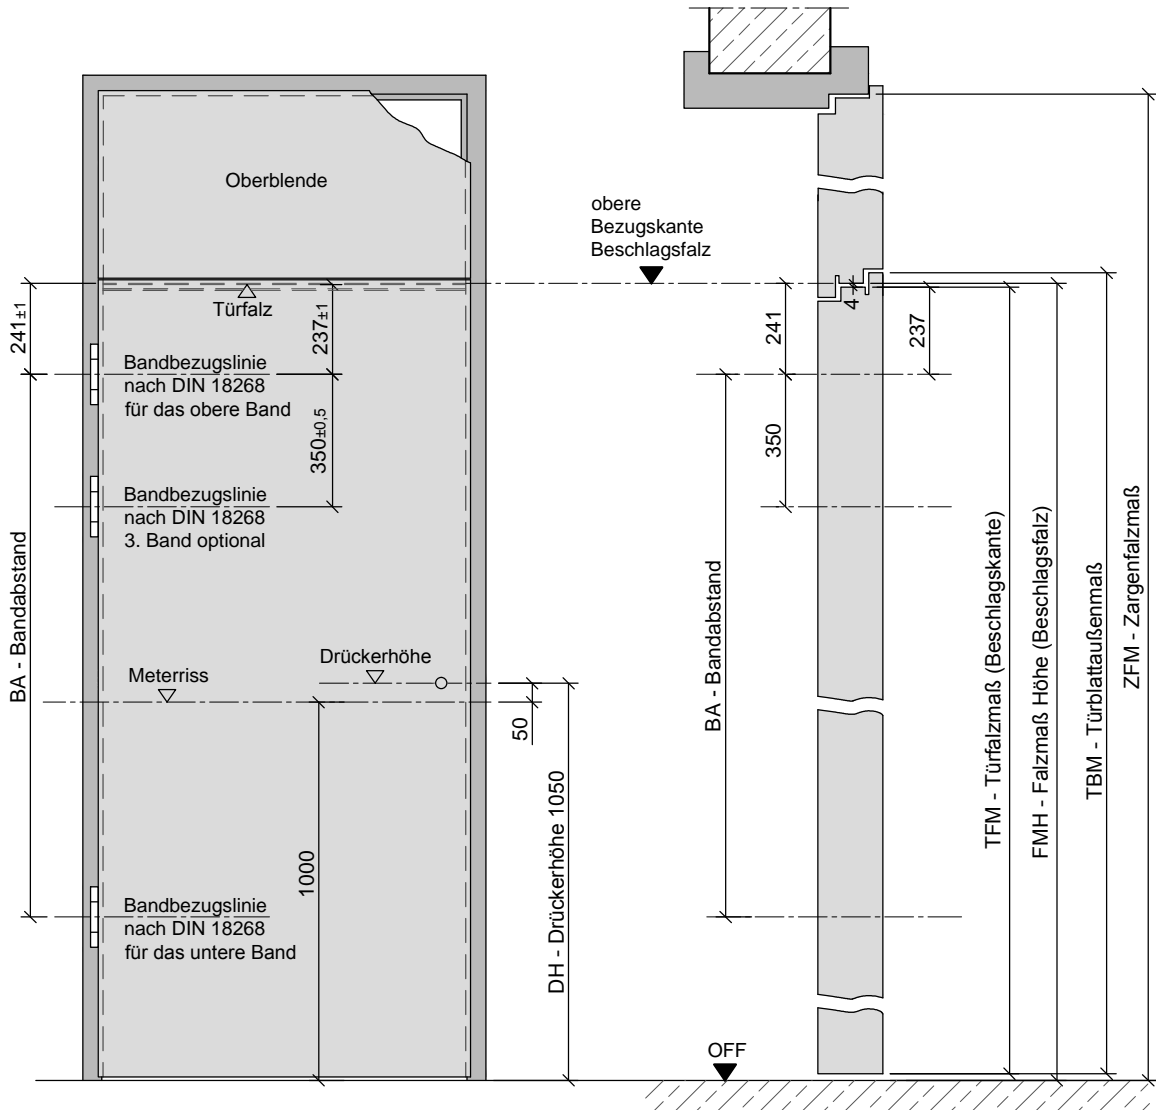 Oberblende
obere
Bezugskante
Beschlagsfalz
Türfalz
241±1
237±1
Bandbezugslinie
nach DIN 18268
für das obere Band
350±0,5
Bandbezugslinie
nach DIN 18268
3. Band optional
BA - Bandabstand
Meterriss
Drückerhöhe
50
1000
DH - Drückerhöhe 1050
Bandbezugslinie
nach DIN 18268
für das untere Band
241
4
237
350
BA - Bandabstand
TFM - Türfalzmaß (Beschlagskante)
FMH - Falzmaß Höhe (Beschlagsfalz)
TBM - Türblattaußenmaß
ZFM - Zargenfalzmaß
OFF